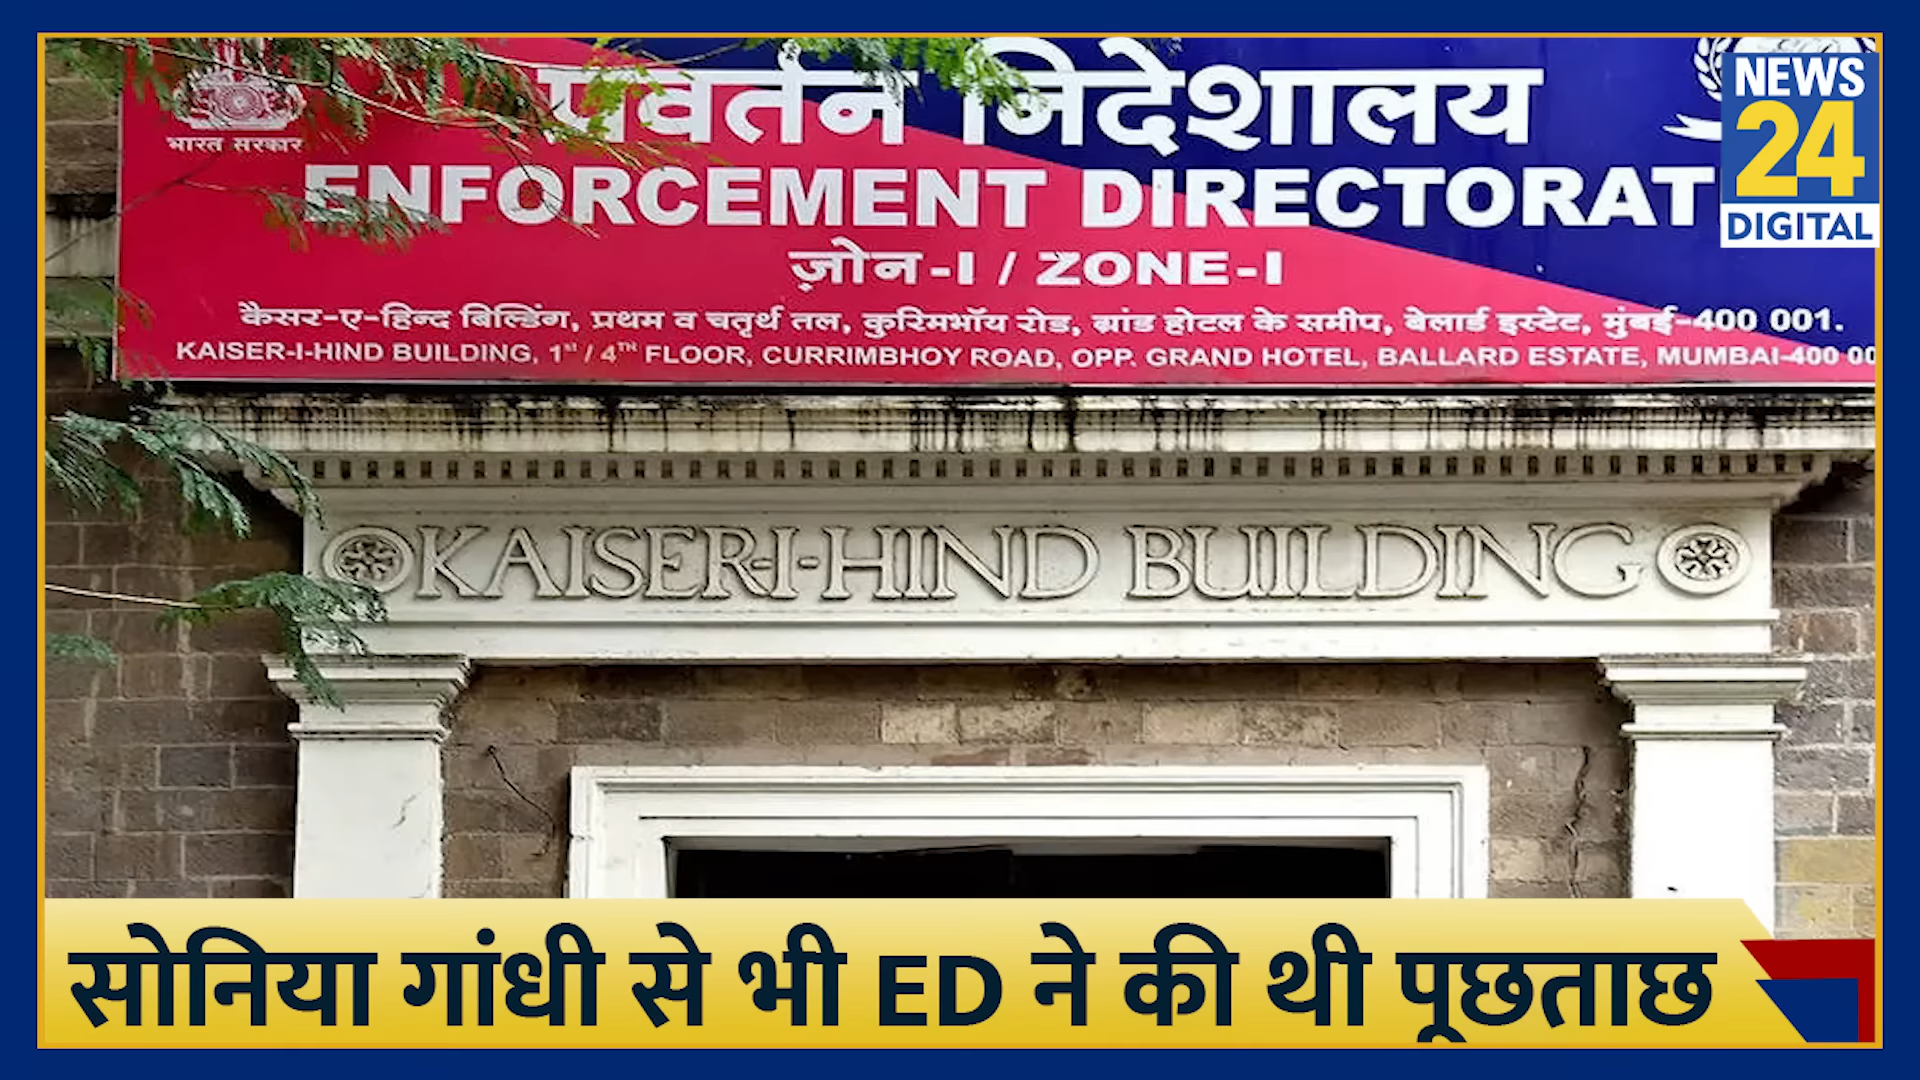 प्रवर्तन निदेशालय
भारत सरकार
ENFORCEMENT DIRECTORAT
ज़ोन-I / ZONE-I
कैसर-ए-हिन्द बिल्डिंग, प्रथम व चतुर्थ तल, कुरिमभॉय रोड, ग्रांड होटल के समीप, बेलार्ड इस्टेट, मुंबई-400 001.
KAISER-I-HIND BUILDING, 1ST / 4TH FLOOR, CURRIMBHOY ROAD, OPP. GRAND HOTEL, BALLARD ESTATE, MUMBAI-400 00
NEWS
24
DIGITAL
KAISER-I-HIND BUILDING
सोनिया गांधी से भी ED ने की थी पूछताछ